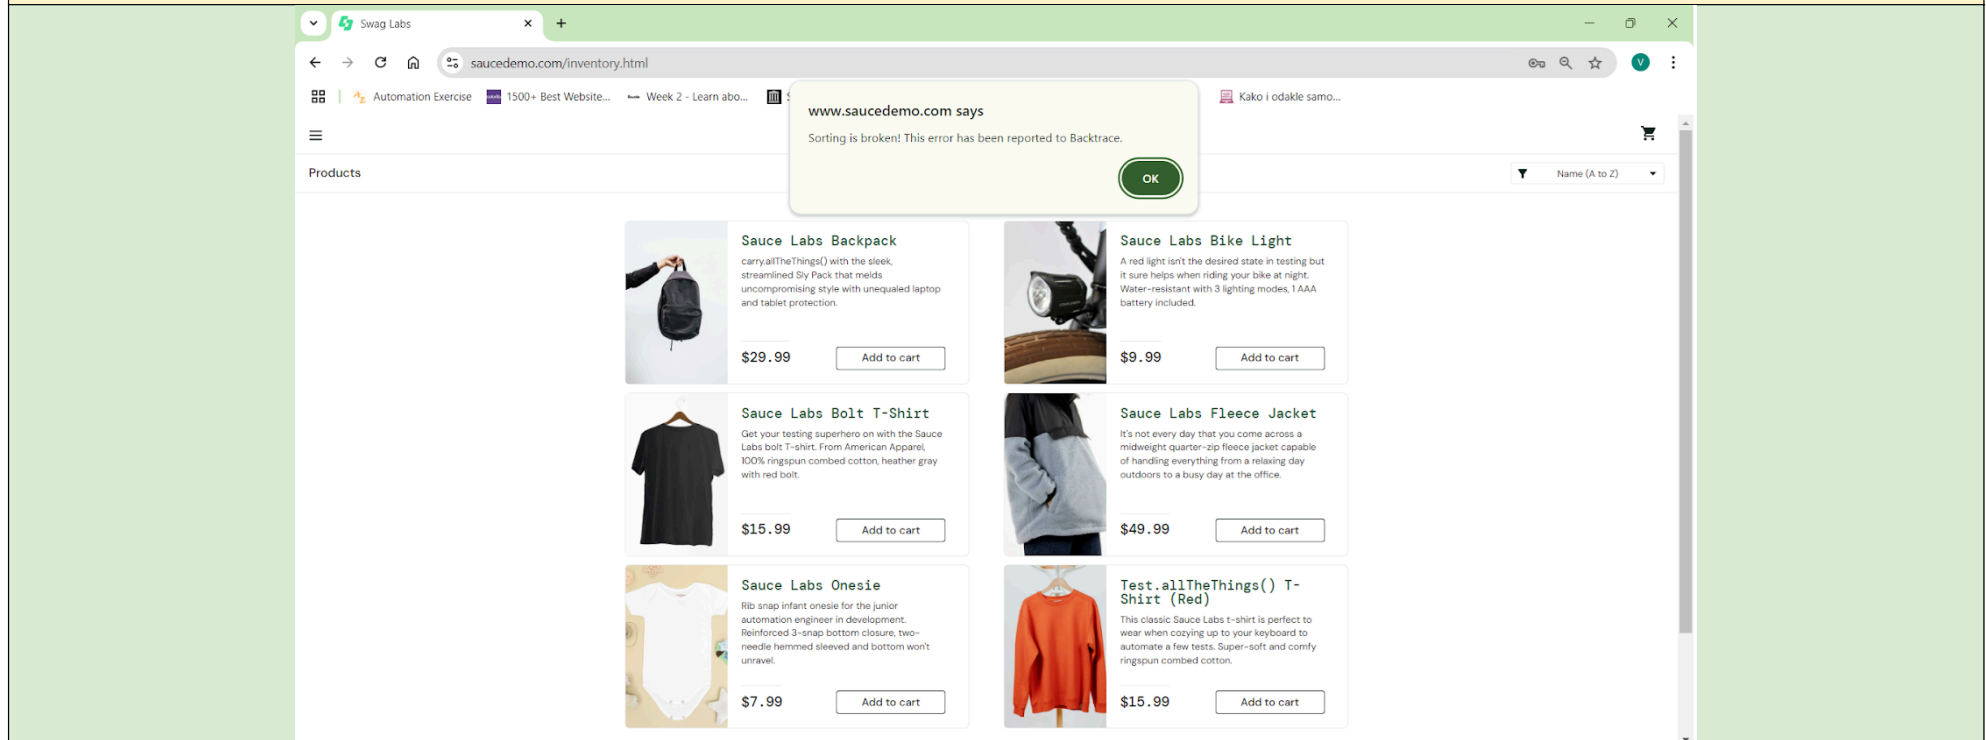 Swag Labs
saucedemo.com/inventory.html
V
Automation Exercise
1500+ Best Website...
Week 2 - Learn abo...
Kako i odakle samo...
www.saucedemo.com says
Sorting is broken! This error has been reported to Backtrace.
OK
Products
Name (A to Z)
Sauce Labs Backpack
carry.allTheThings() with the sleek,
streamlined Sly Pack that melds
uncompromising style with unequaled laptop
and tablet protection.
$29.99
Add to cart
Sauce Labs Bike Light
A red light isn't the desired state in testing but
it sure helps when riding your bike at night.
Water-resistant with 3 lighting modes, 1 AAA
battery included.
$9.99
Add to cart
Sauce Labs Bolt T-Shirt
Get your testing superhero on with the Sauce
Labs bolt T-shirt. From American Apparel,
100% ringspun combed cotton, heather gray
with red bolt.
$15.99
Add to cart
Sauce Labs Fleece Jacket
It's not every day that you come across a
midweight quarter-zip fleece jacket capable
of handling everything from a relaxing day
outdoors to a busy day at the office.
$49.99
Add to cart
Sauce Labs Onesie
Rib snap infant onesie for the junior
automation engineer in development.
Reinforced 3-snap bottom closure, two-
needle hemmed sleeved and bottom won't
unravel.
$7.99
Add to cart
Test.allTheThings() T-
Shirt (Red)
This classic Sauce Labs t-shirt is perfect to
wear when cozying up to your keyboard to
automate a few tests. Super-soft and comfy
ringspun combed cotton.
$15.99
Add to cart